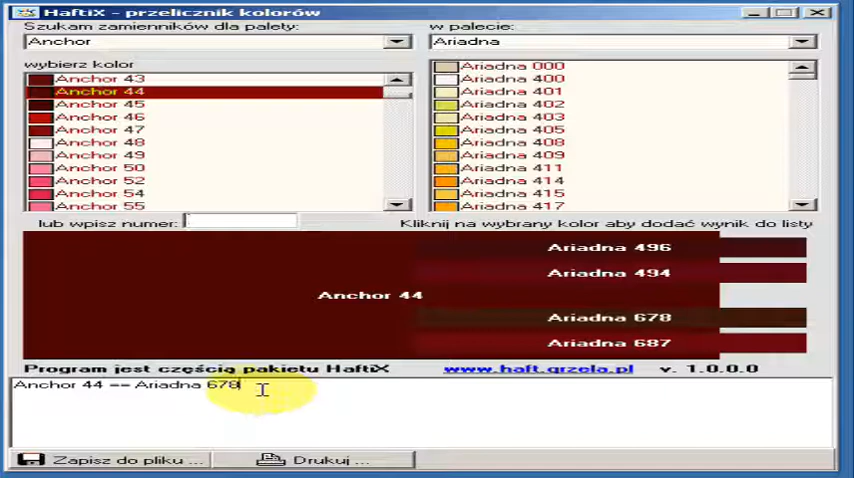 HaftiX - przelicznik kolorów
Szukam zamienników dla palety:
Anchor
w palecie:
Ariadna
wybierz kolor
Anchor 43
Anchor 44
Anchor 45
Anchor 46
Anchor 47
Anchor 48
Anchor 49
Anchor 50
Anchor 52
Anchor 54
Anchor 55
Ariadna 000
Ariadna 400
Ariadna 401
Ariadna 402
Ariadna 403
Ariadna 405
Ariadna 408
Ariadna 409
Ariadna 411
Ariadna 414
Ariadna 415
Ariadna 417
lub wpisz numer:
Kliknij na wybrany kolor aby dodać wynik do listy
Anchor 44
Ariadna 496
Ariadna 494
Ariadna 678
Ariadna 687
Program jest częścią pakietu HaftiX
www.haft.grzela.pl
v. 1.0.0.0
Anchor 44 == Ariadna 678
Zapisz do pliku ...
Drukuj ...